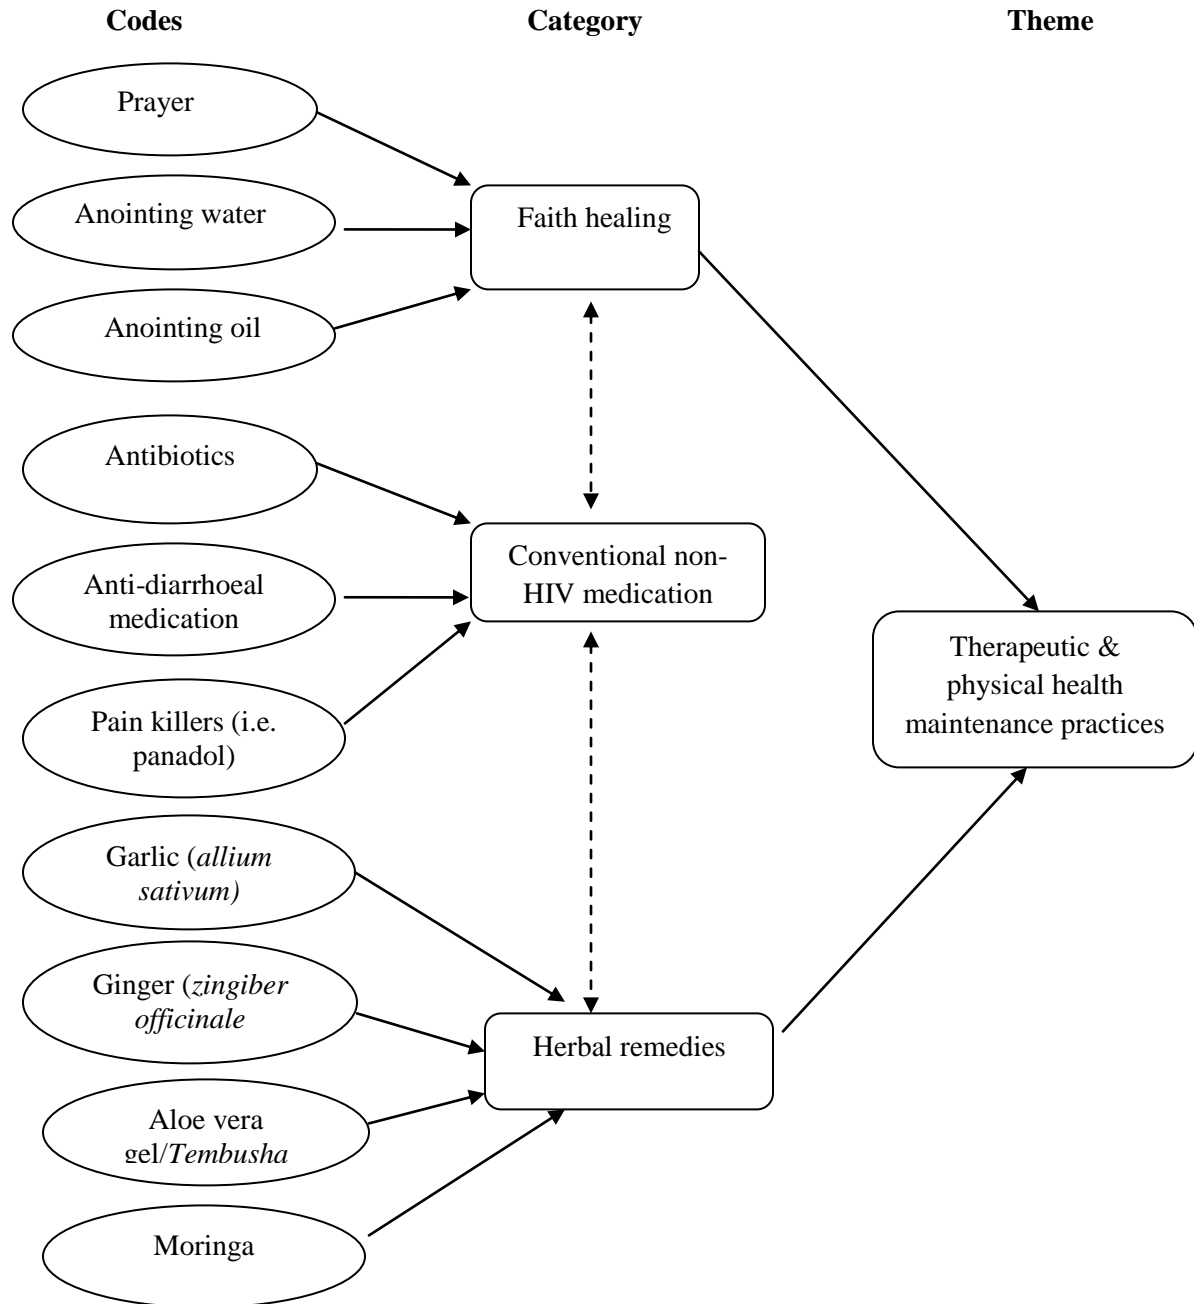 Codes
Category
Theme
Prayer
Anointing water
Anointing oil
Faith healing
Antibiotics
Anti-diarrhoeal
medication
Pain killers (i.e.
panadol)
Conventional non-
HIV medication
Garlic (allium
sativum)
Ginger (zingiber
officinale
Aloe vera
gel/Tembusha
Moringa
Herbal remedies
Therapeutic &
physical health
maintenance practices